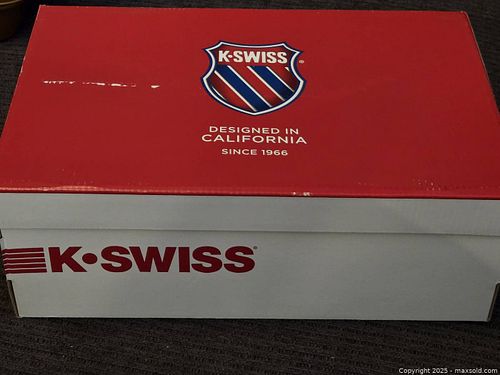 K•SWISS®
DESIGNED IN
CALIFORNIA
SINCE 1966
K•SWISS®
Copyright 2025 - maxsold.com